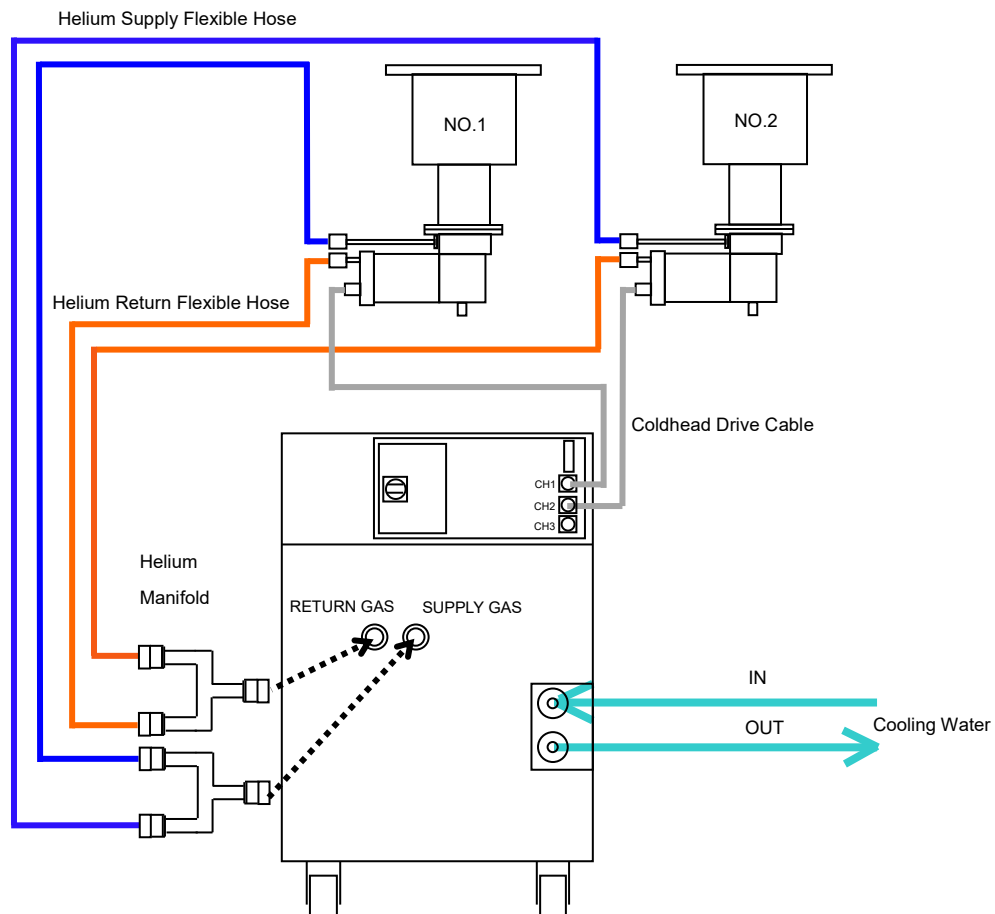 Helium Supply Flexible Hose
NO.1
NO.2
Helium Return Flexible Hose
Coldhead Drive Cable
CH1
CH2
CH3
Helium
Manifold
RETURN GAS
SUPPLY GAS
IN
OUT
Cooling Water